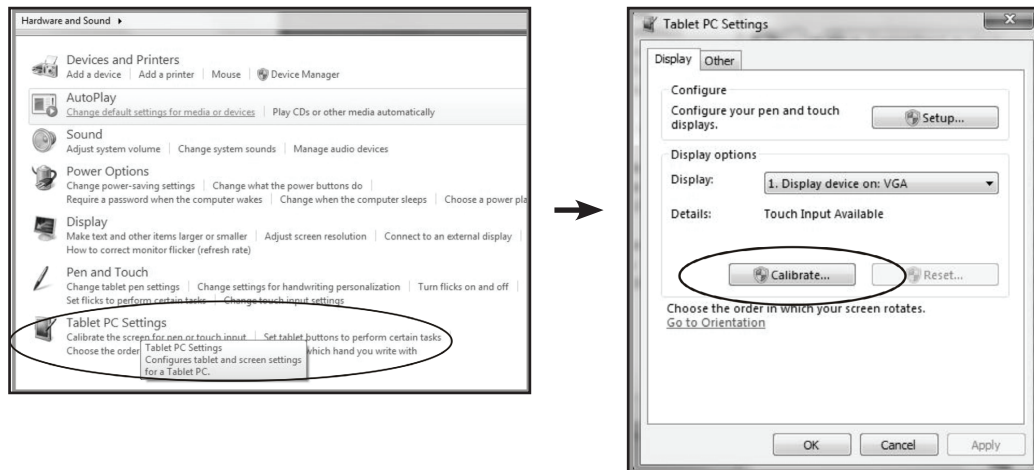 Hardware and Sound
Devices and Printers
Add a device | Add a printer | Mouse | Device Manager
AutoPlay
Change default settings for media or devices | Play CDs or other media automatically
Sound
Adjust system volume | Change system sounds | Manage audio devices
Power Options
Change power-saving settings | Change what the power buttons do |
Require a password when the computer wakes | Change when the computer sleeps | Choose a power
Display
Make text and other items larger or smaller | Adjust screen resolution | Connect to an external display |
How to correct monitor flicker (refresh rate)
Pen and Touch
Change tablet pen settings | Change settings for handwriting personalization | Turn flicks on and off |
Set flicks to perform certain tasks | Change touch input settings
Tablet PC Settings
Calibrate the screen for pen or touch input | Set tablet buttons to perform certain tasks
Choose the order which hand you write with
Tablet PC Settings
Configures tablet and screen settings
for a Tablet PC.
Tablet PC Settings
X
Display Other
Configure
Configure your pen and touch
displays.
Setup...
Display options
Display: 1. Display device on: VGA
Details: Touch Input Available
Calibrate... Reset...
Choose the order in which your screen rotates.
Go to Orientation
OK Cancel Apply